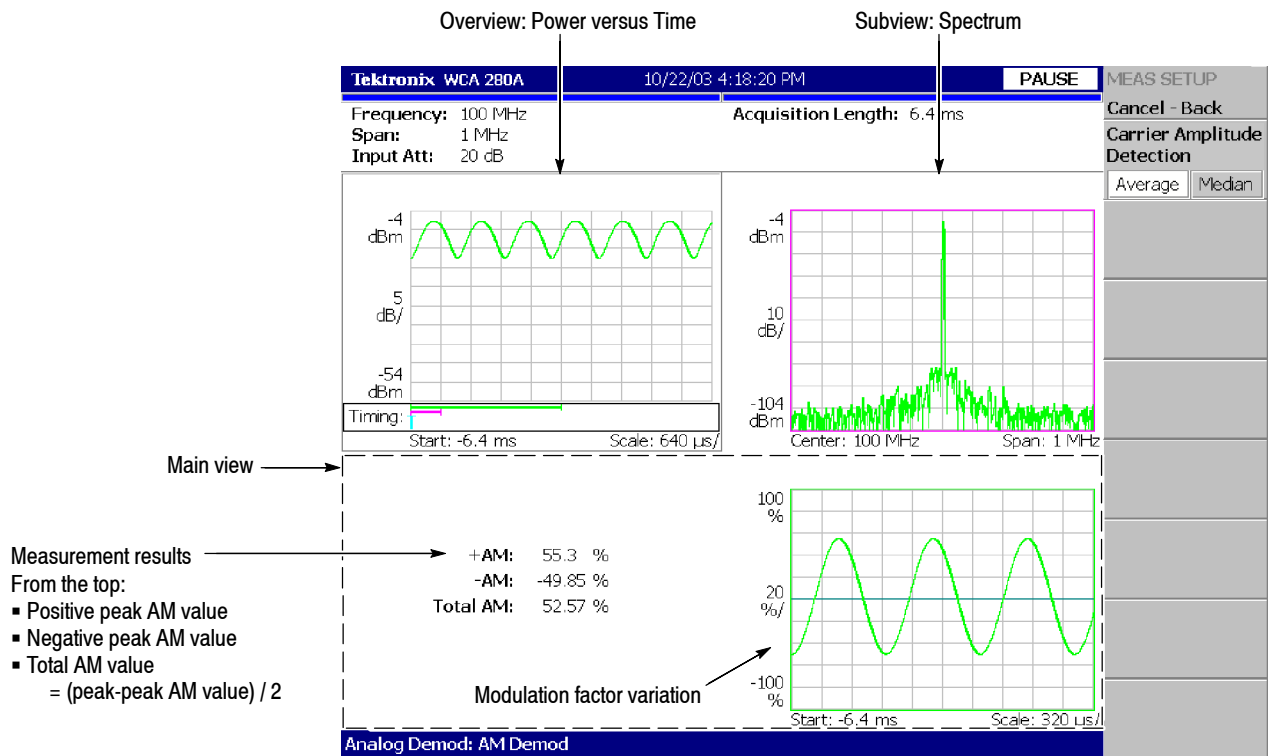 Overview: Power versus Time
Subview: Spectrum
Tektronix WCA 280A 10/22/03 4:18:20 PM PAUSE
MEAS SETUP
Cancel - Back
Carrier Amplitude
Detection
Average Median
Frequency: 100 MHz
Span: 1 MHz
Input Att: 20 dB
Acquisition Length: 6.4 ms
-4
dBm
5
dB/
-54
dBm
Timing:
Start: -6.4 ms Scale: 640 µs/
-4
dBm
10
dB/
-104
dBm
Center: 100 MHz Span: 1 MHz
Main view
Measurement results
From the top:
▪ Positive peak AM value
▪ Negative peak AM value
▪ Total AM value
= (peak-peak AM value) / 2
+AM: 55.3 %
-AM: -49.85 %
Total AM: 52.57 %
Modulation factor variation
100
%
20
%/
-100
%
Start: -6.4 ms Scale: 320 µs/
Analog Demod: AM Demod